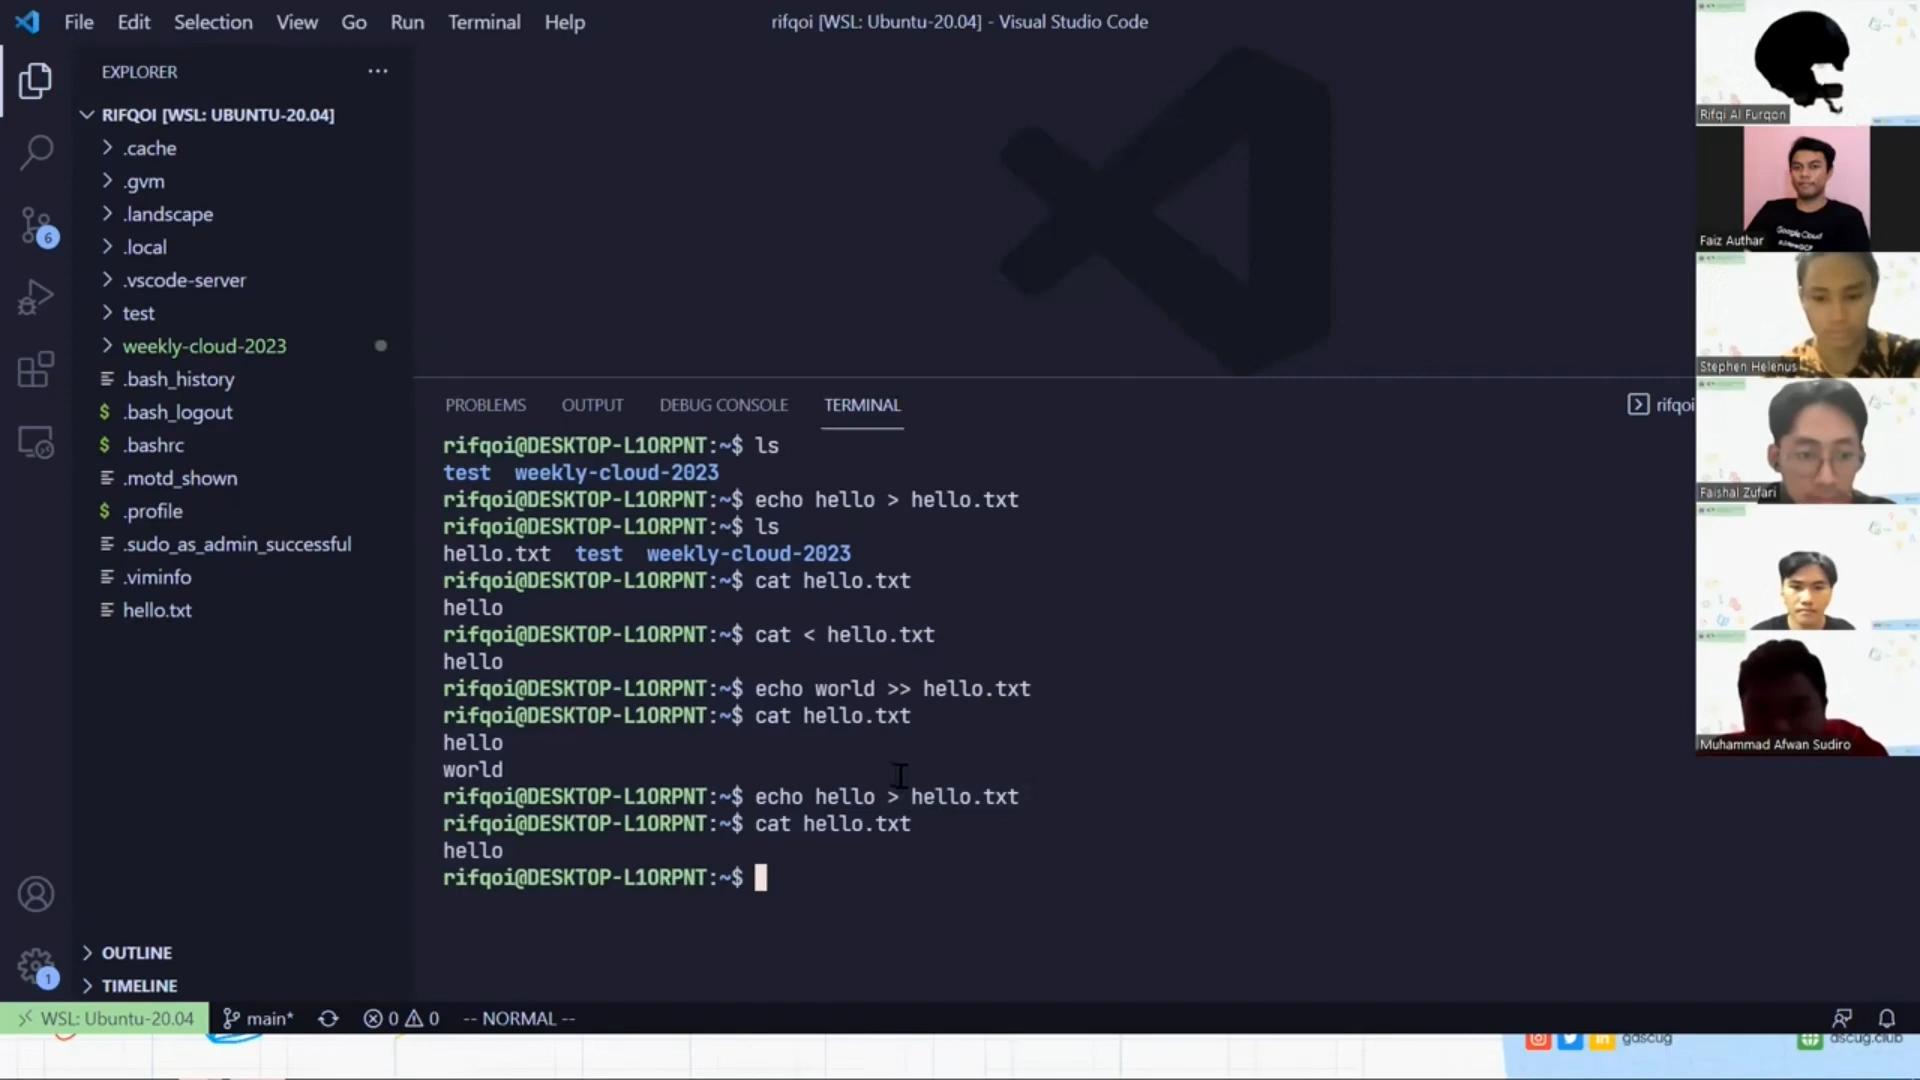 File Edit Selection View Go Run Terminal Help
rifqoi [WSL: Ubuntu-20.04] - Visual Studio Code
EXPLORER
RIFQOI [WSL: UBUNTU-20.04]
.cache
.gvm
.landscape
.local
.vscode-server
test
weekly-cloud-2023
.bash_history
.bash_logout
.bashrc
.motd_shown
.profile
.sudo_as_admin_successful
.viminfo
hello.txt
OUTLINE
TIMELINE
6
1
PROBLEMS OUTPUT DEBUG CONSOLE TERMINAL
rifqoi
rifqoi@DESKTOP-L1ORPNT:~$ ls
test weekly-cloud-2023
rifqoi@DESKTOP-L1ORPNT:~$ echo hello > hello.txt
rifqoi@DESKTOP-L1ORPNT:~$ ls
hello.txt test weekly-cloud-2023
rifqoi@DESKTOP-L1ORPNT:~$ cat hello.txt
hello
rifqoi@DESKTOP-L1ORPNT:~$ cat < hello.txt
hello
rifqoi@DESKTOP-L1ORPNT:~$ echo world >> hello.txt
rifqoi@DESKTOP-L1ORPNT:~$ cat hello.txt
hello
world
rifqoi@DESKTOP-L1ORPNT:~$ echo hello > hello.txt
rifqoi@DESKTOP-L1ORPNT:~$ cat hello.txt
hello
rifqoi@DESKTOP-L1ORPNT:~$
Rifqi Al Furqon
Faiz Authar
Google Cloud
Stephen Helenus
Faishal Zufari
Muhammad Afwan Sudiro
WSL: Ubuntu-20.04 main* 0 0 -- NORMAL --
gdscug